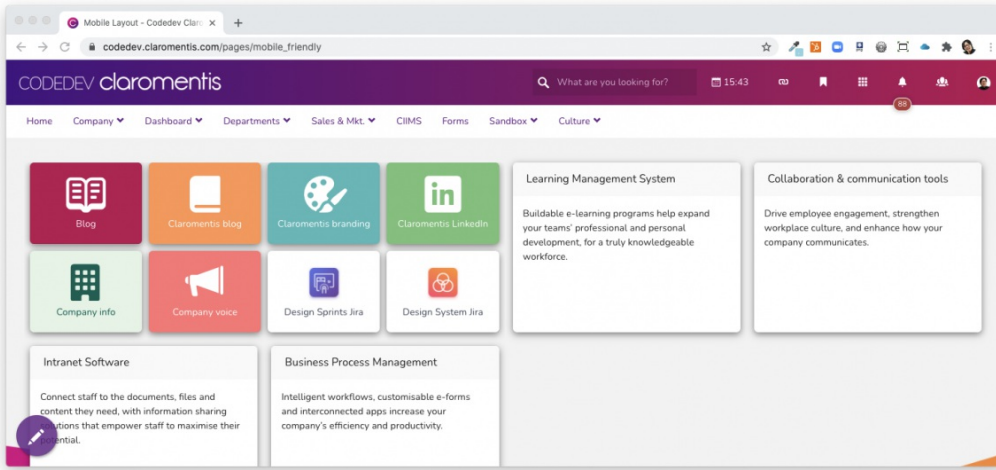 Mobile Layout - Codedev Claro
codedev.claromentis.com/pages/mobile_friendly
CODEDEV claromentis
What are you looking for?
15:43
88
Home Company Dashboard Departments Sales & Mkt. CIIMS Forms Sandbox Culture
Blog
Claromentis blog
Claromentis branding
Claromentis LinkedIn
Company info
Company voice
Design Sprints Jira
Design System Jira
Learning Management System
Buildable e-learning programs help expand
your teams' professional and personal
development, for a truly knowledgeable
workforce.
Collaboration & communication tools
Drive employee engagement, strengthen
workplace culture, and enhance how your
company communicates.
Intranet Software
Connect staff to the documents, files and
content they need, with information sharing
solutions that empower staff to maximise their
potential.
Business Process Management
Intelligent workflows, customisable e-forms
and interconnected apps increase your
company's efficiency and productivity.